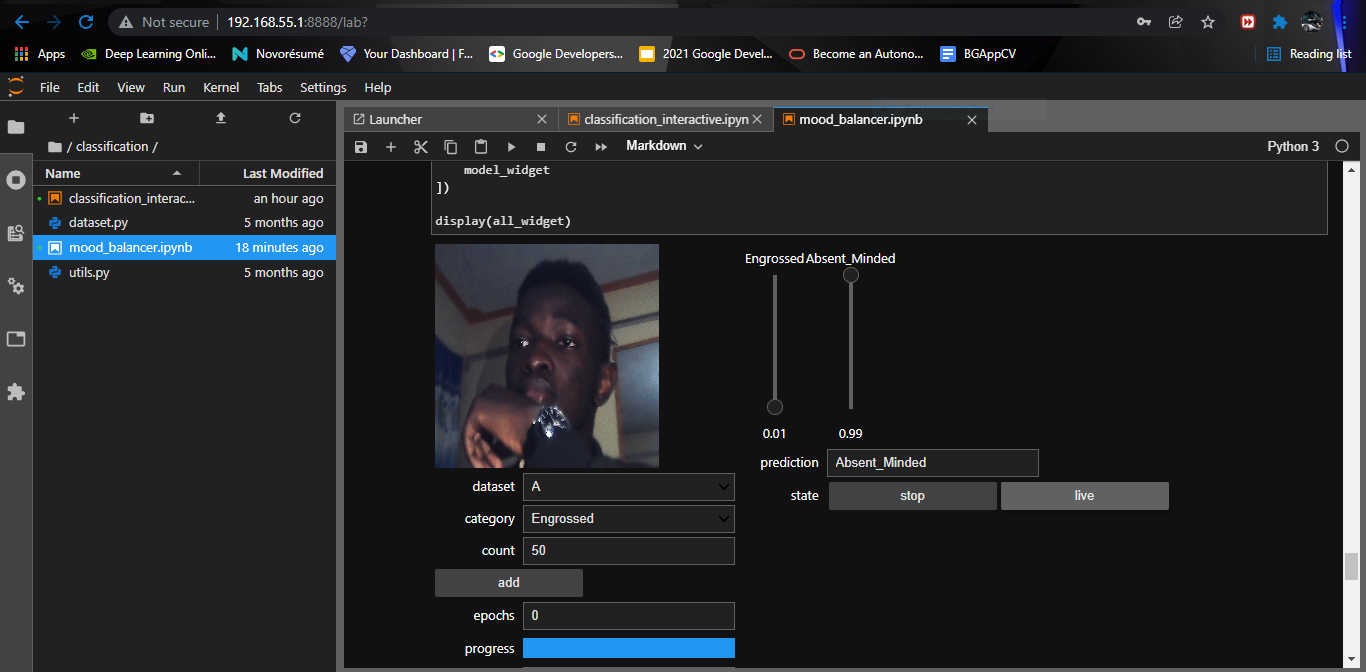 Not secure | 192.168.55.1:8888/lab?
Apps Deep Learning Onli... Novorésumé Your Dashboard | F... Google Developers... 2021 Google Devel... Become an Autono... BGAppCV Reading list
File Edit View Run Kernel Tabs Settings Help
Launcher classification_interactive.ipyn mood_balancer.ipynb
/ classification /
Markdown Python 3
Name Last Modified
classification_interac... an hour ago
dataset.py 5 months ago
mood_balancer.ipynb 18 minutes ago
utils.py 5 months ago
model_widget
])
display(all_widget)
Engrossed Absent_Minded
0.01 0.99
prediction Absent_Minded
state stop live
dataset A
category Engrossed
count 50
add
epochs 0
progress